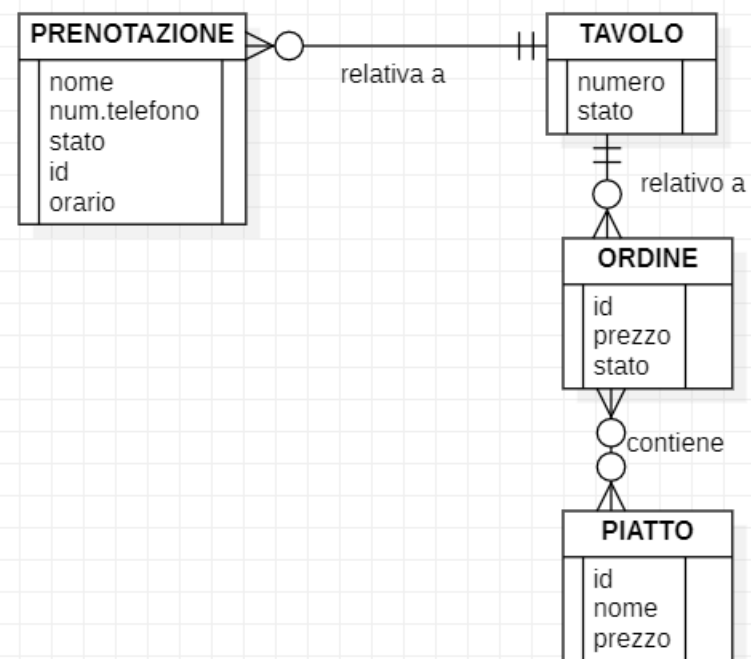 PRENOTAZIONE
nome
num.telefono
stato
id
orario
relativa a
TAVOLO
numero
stato
relativo a
ORDINE
id
prezzo
stato
contiene
PIATTO
id
nome
prezzo